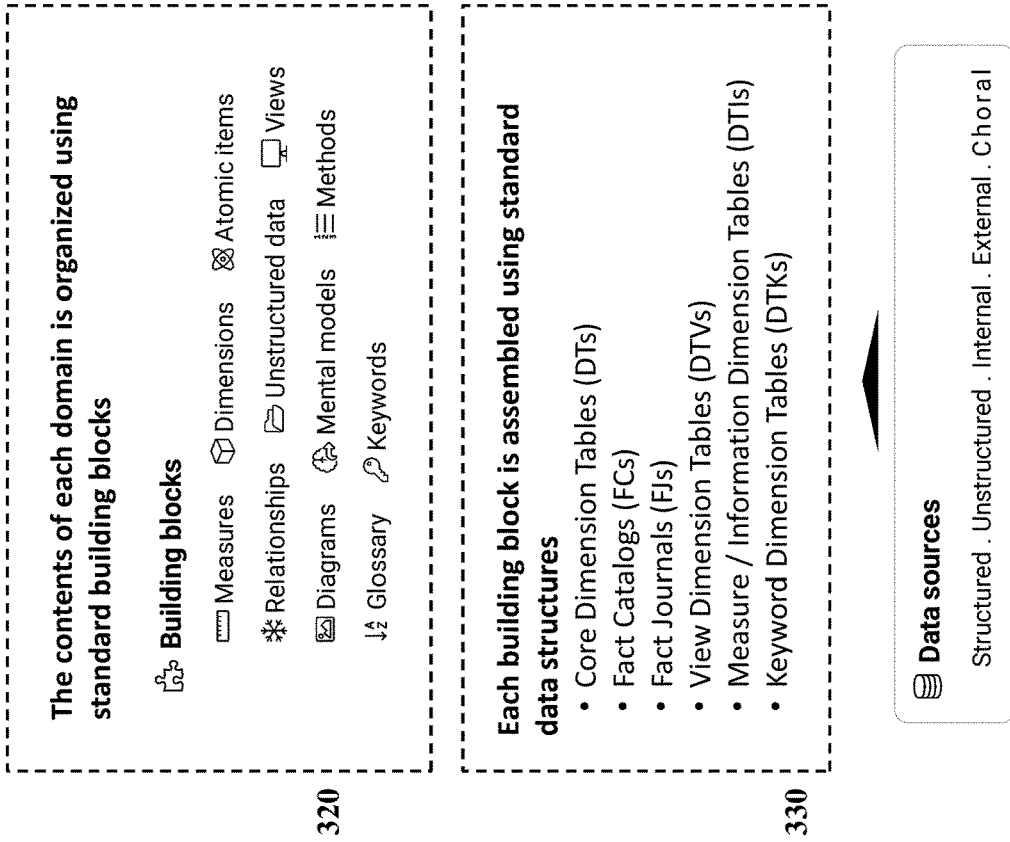 The contents of each domain is organized using
standard building blocks
Building blocks
Measures Dimensions Atomic items
Relationships Unstructured data Views
Diagrams Mental models Methods
Glossary Keywords
320
Each building block is assembled using standard
data structures
• Core Dimension Tables (DTs)
• Fact Catalogs (FCs)
• Fact Journals (FJs)
• View Dimension Tables (DTVs)
• Measure / Information Dimension Tables (DTIs)
• Keyword Dimension Tables (DTKs)
330
Data sources
Structured . Unstructured . Internal . External . Choral